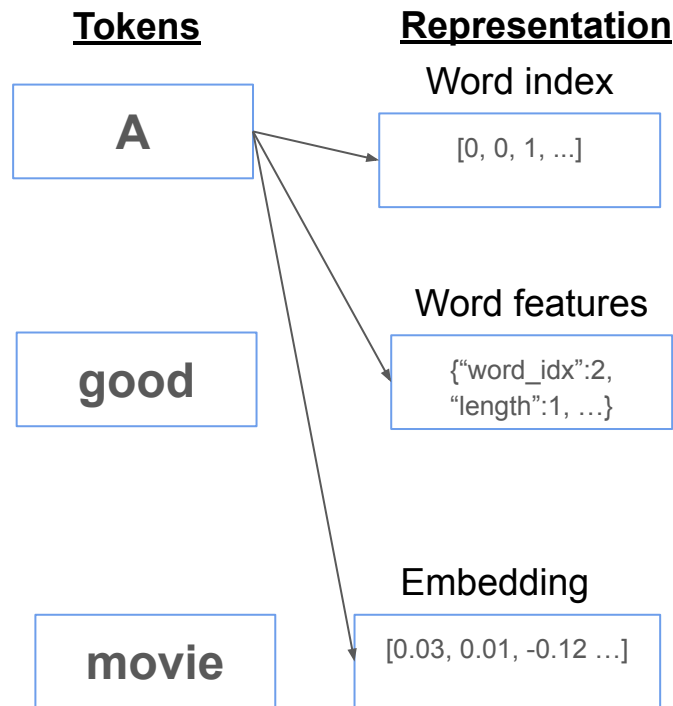 Tokens
Representation
Word index
A
[0, 0, 1, ...]
Word features
good
{“word_idx”:2,
“length”:1, …}
Embedding
movie
[0.03, 0.01, -0.12 …]